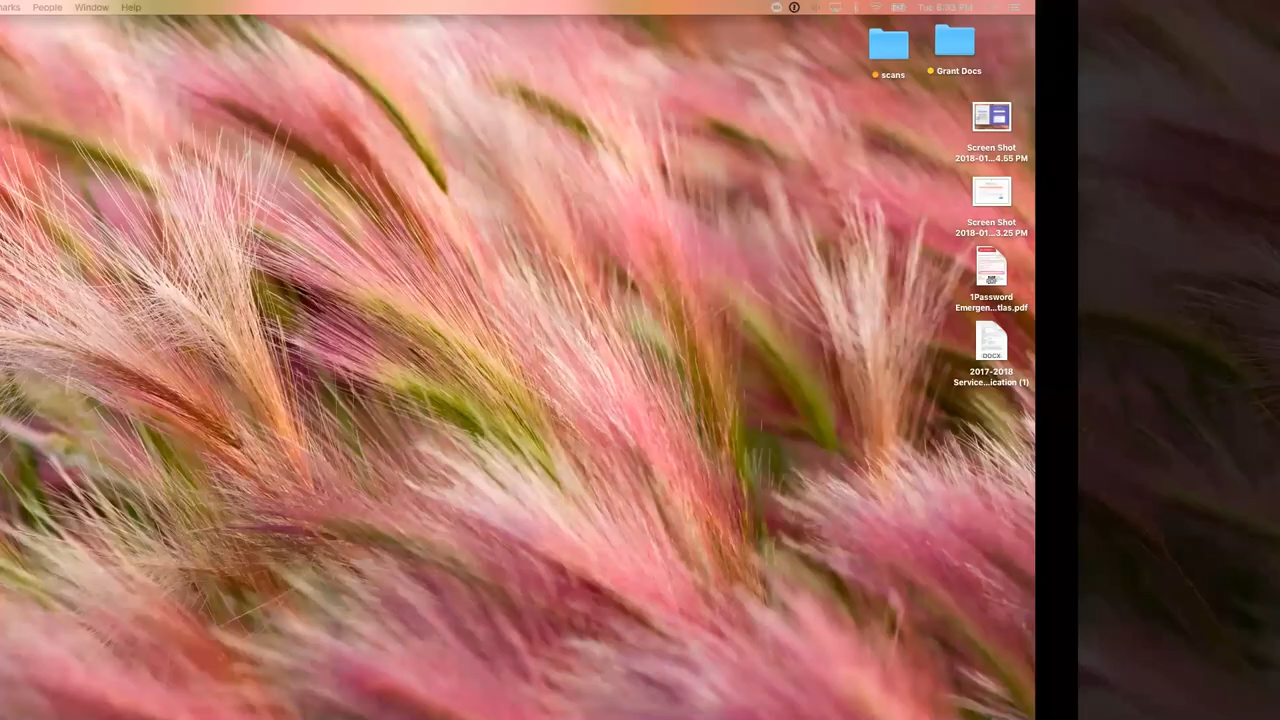 arks People Window Help
scans
Grant Docs
Screen Shot
2018-01...4.55 PM
Screen Shot
2018-01...3.25 PM
1Password
Emergen...tlas.pdf
DOCX
2017-2018
Service...ication (1)